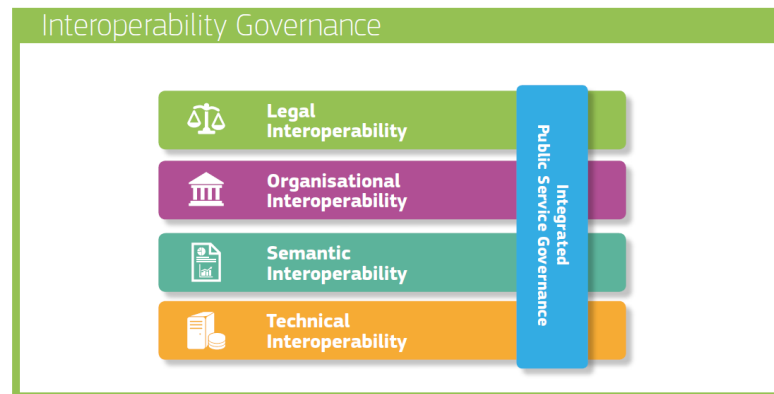 Interoperability Governance
Legal
Interoperability
Organisational
Interoperability
Semantic
Interoperability
Technical
Interoperability
Integrated
Public Service Governance